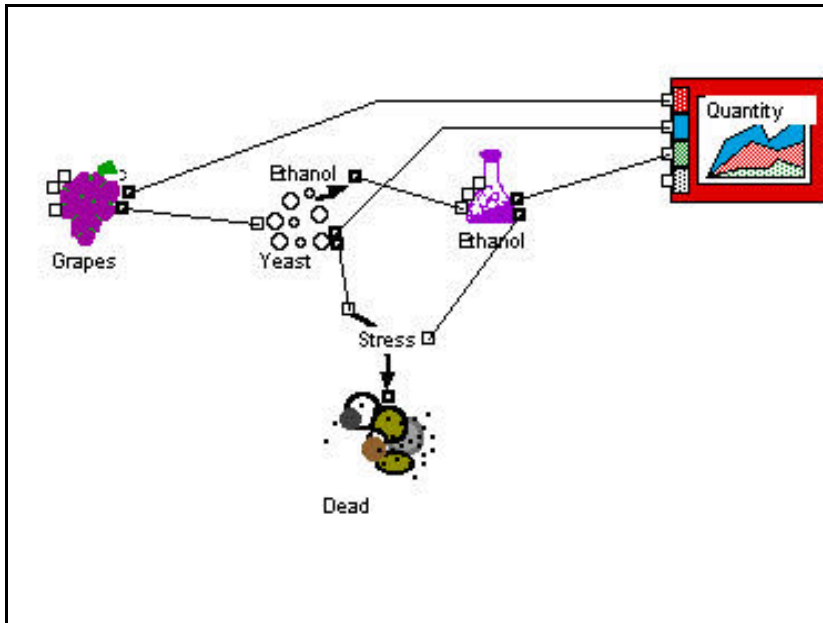 Quantity
Ethanol
Grapes
Yeast
Ethanol
Stress
Dead